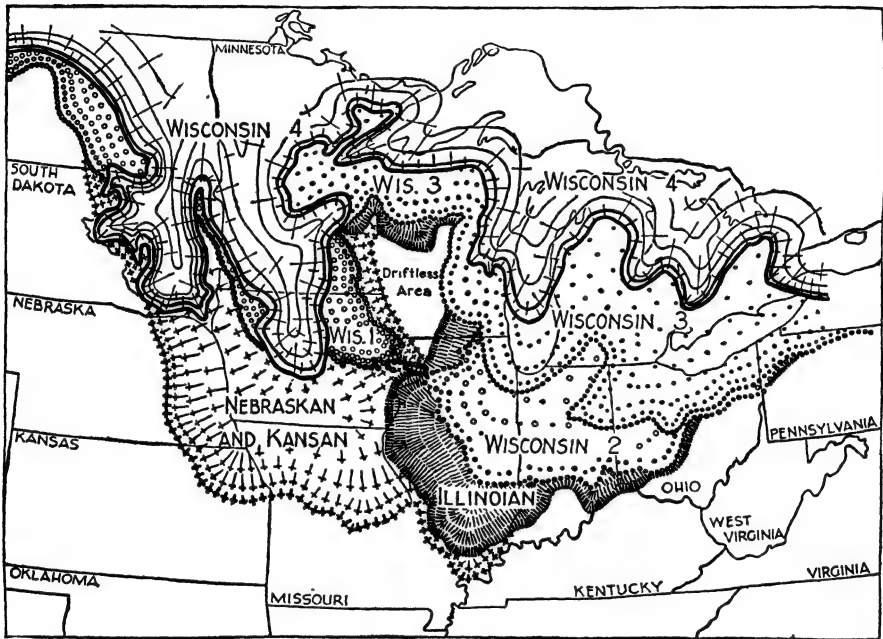 MINNESOTA
WISCONSIN 4
SOUTH
DAKOTA
WIS. 3
WISCONSIN 4
DRIFTLESS
AREA
NEBRASKA
WIS. 1
WISCONSIN 3
NEBRASKAN
AND KANSAN
KANSAS
WISCONSIN 2
PENNSYLVANIA
ILLINOIAN
OHIO
WEST
VIRGINIA
OKLAHOMA
MISSOURI
KENTUCKY
VIRGINIA